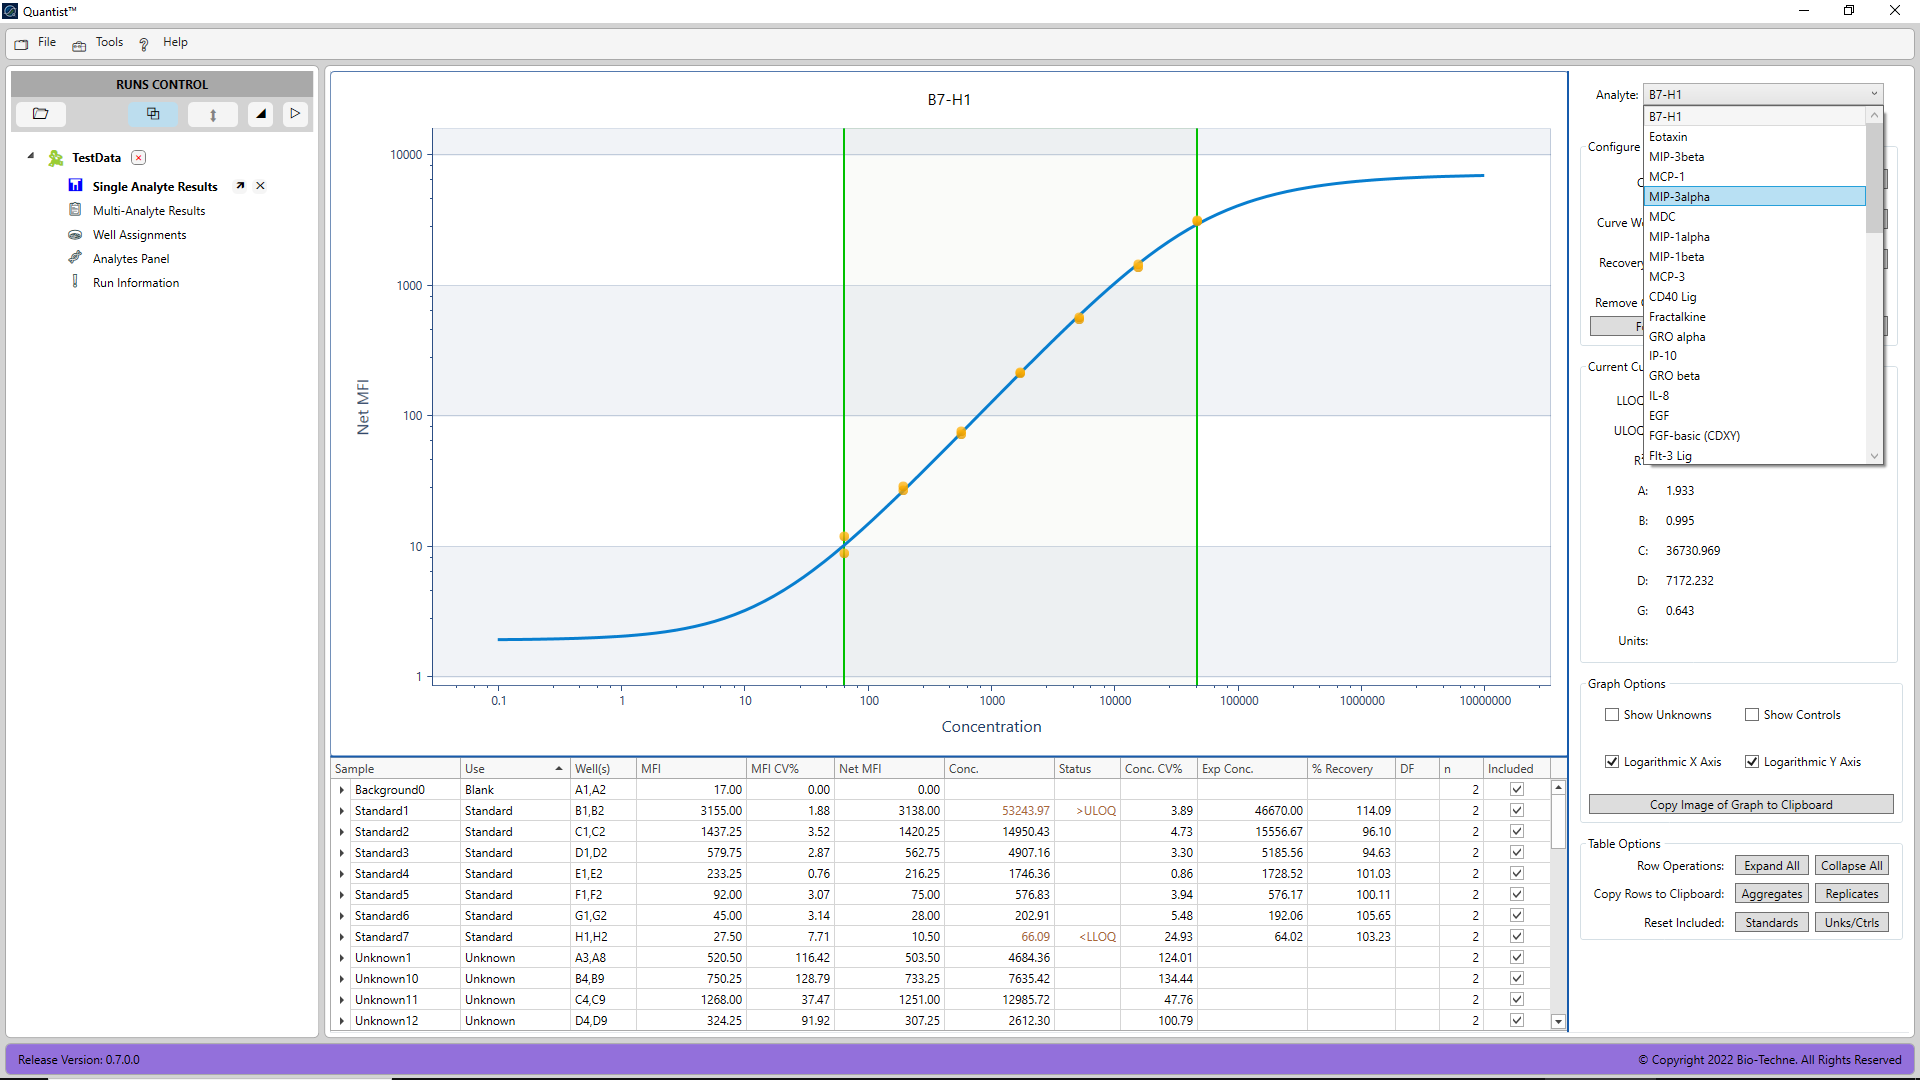 Quantist™
File Tools Help
RUNS CONTROL
TestData
Single Analyte Results
Multi-Analyte Results
Well Assignments
Analytes Panel
Run Information
B7-H1
Net MFI
10000
1000
100
10
1
0.1 1 10 100 1000 10000 100000 1000000 10000000
Concentration
Analyte: B7-H1
B7-H1
Eotaxin
MIP-3beta
MCP-1
MIP-3alpha
MDC
MIP-1alpha
MIP-1beta
MCP-3
CD40 Lig
Fractalkine
GRO alpha
IP-10
GRO beta
IL-8
EGF
FGF-basic (CDXY)
Flt-3 Lig
Configure
Curve W
Recovery
Remove
Current Cu
LLOQ
ULOQ
A: 1.933
B: 0.995
C: 36730.969
D: 7172.232
G: 0.643
Units:
Graph Options
Show Unknowns Show Controls
Logarithmic X Axis Logarithmic Y Axis
Copy Image of Graph to Clipboard
Table Options
Row Operations: Expand All Collapse All
Copy Rows to Clipboard: Aggregates Replicates
Reset Included: Standards Unks/Ctrls
Sample Use Well(s) MFI MFI CV% Net MFI Conc. Status Conc. CV% Exp Conc. % Recovery DF n Included
Background0 Blank A1,A2 17.00 0.00 0.00 2
Standard1 Standard B1,B2 3155.00 1.88 3138.00 53243.97 >ULOQ 3.89 46670.00 114.09 2
Standard2 Standard C1,C2 1437.25 3.52 1420.25 14950.43 4.73 15556.67 96.10 2
Standard3 Standard D1,D2 579.75 2.87 562.75 4907.16 3.30 5185.56 94.63 2
Standard4 Standard E1,E2 233.25 0.76 216.25 1746.36 0.86 1728.52 101.03 2
Standard5 Standard F1,F2 92.00 3.07 75.00 576.83 3.94 576.17 100.11 2
Standard6 Standard G1,G2 45.00 3.14 28.00 202.91 5.48 192.06 105.65 2
Standard7 Standard H1,H2 27.50 7.71 10.50 66.09 <LLOQ 24.93 64.02 103.23 2
Unknown1 Unknown A3,A8 520.50 116.42 503.50 4684.36 124.01 2
Unknown10 Unknown B4,B9 750.25 128.79 733.25 7635.42 134.44 2
Unknown11 Unknown C4,C9 1268.00 37.47 1251.00 12985.72 47.76 2
Unknown12 Unknown D4,D9 324.25 91.92 307.25 2612.30 100.79 2
Release Version: 0.7.0.0
© Copyright 2022 Bio-Techne. All Rights Reserved